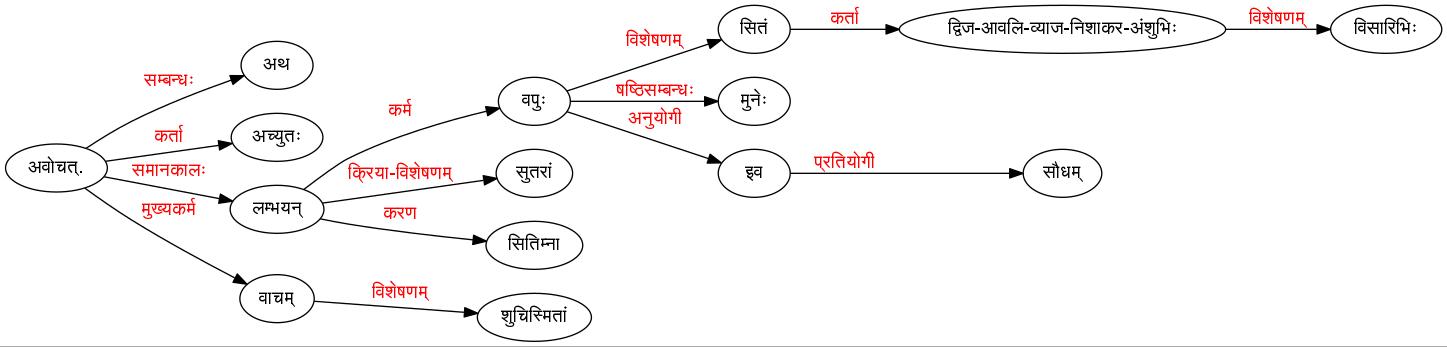 सितं
कर्ता
द्विज-आवलि-व्याज-निशाकर-अंशुभिः
विशेषणम्
विसारिभिः
विशेषणम्
अथ
सम्बन्धः
वपुः
षष्ठिसम्बन्धः
मुनेः
कर्म
अनुयोगी
अच्युतः
कर्ता
अवोचत्.
समानकालः
क्रिया-विशेषणम्
सुतरां
इव
प्रतियोगी
सौधम्
लम्भयन्
मुख्यकर्म
करण
सितिम्ना
वाचम्
विशेषणम्
शुचिस्मितां